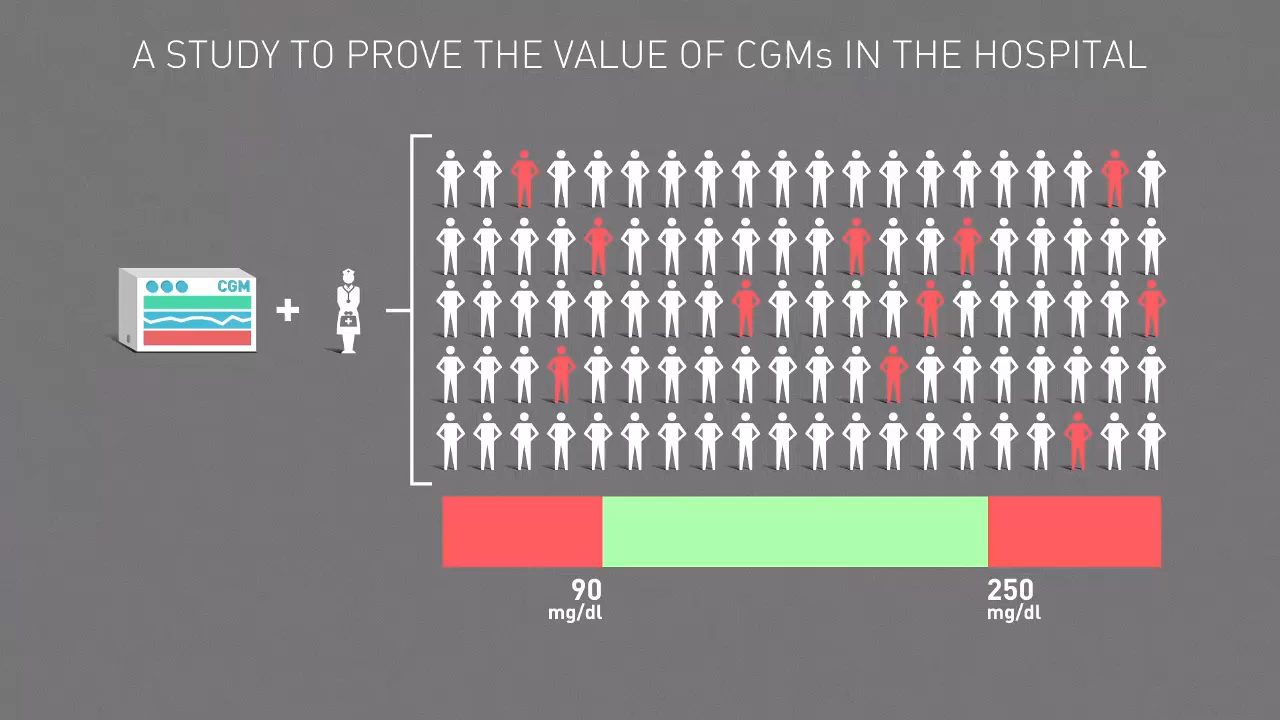 A STUDY TO PROVE THE VALUE OF CGMs IN THE HOSPITAL
CGM
90
mg/dl
250
mg/dl